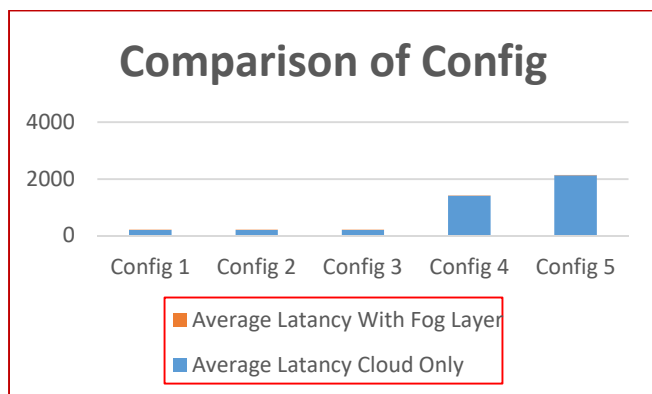 Comparison of Config
4000
2000
0
Config 1 Config 2 Config 3 Config 4 Config 5
Average Latancy With Fog Layer
Average Latancy Cloud Only